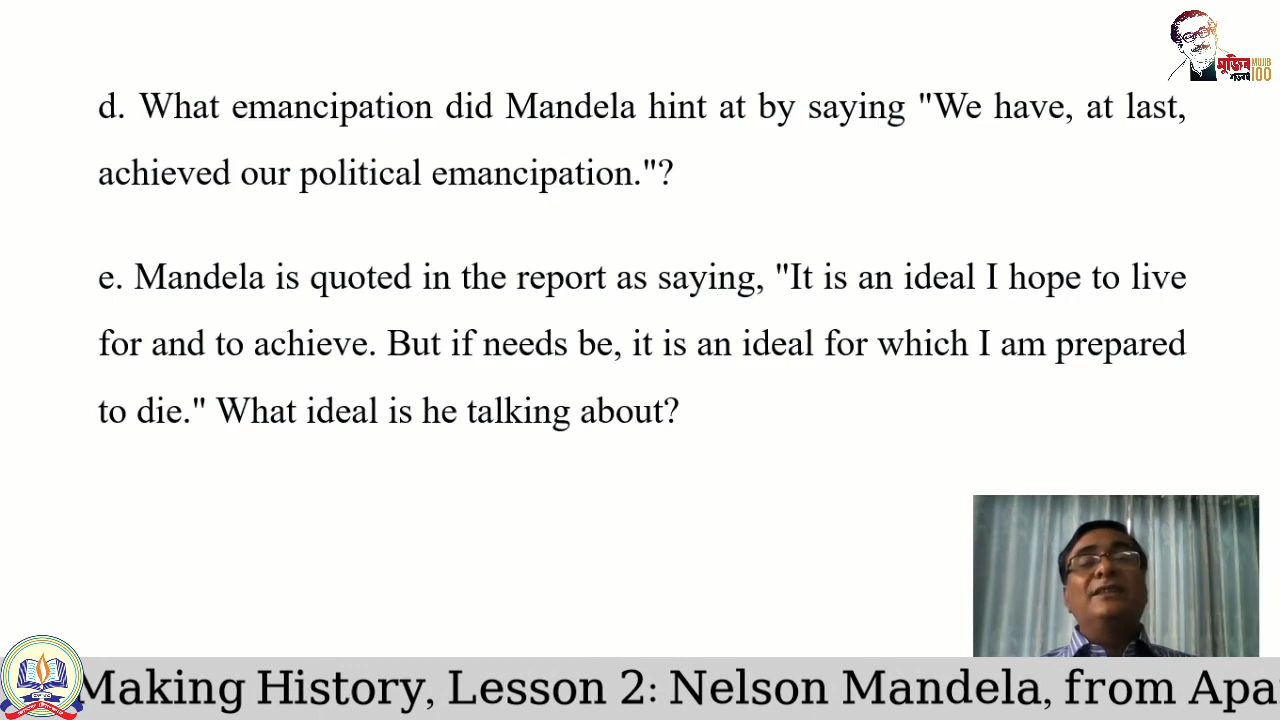 মুজিব MUJIB
শতবর্ষ 100
d. What emancipation did Mandela hint at by saying "We have, at last,
achieved our political emancipation."?
e. Mandela is quoted in the report as saying, "It is an ideal I hope to live
for and to achieve. But if needs be, it is an ideal for which I am prepared
to die." What ideal is he talking about?
Making History, Lesson 2: Nelson Mandela, from Apa